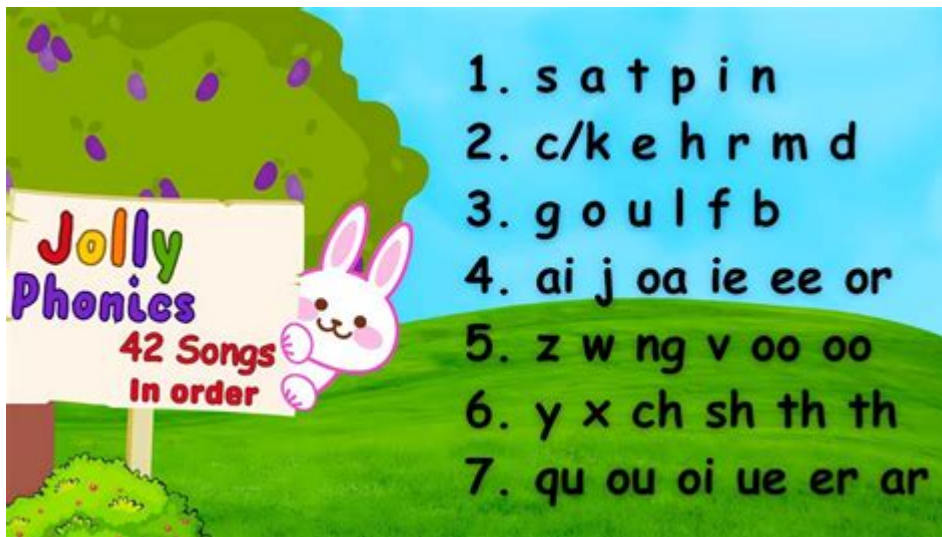 Jolly
Phonics
42 Songs
In order
1. s a t p i n
2. c/k e h r m d
3. g o u l f b
4. ai j oa ie ee or
5. z w ng v oo oo
6. y x ch sh th th
7. qu ou oi ue er ar